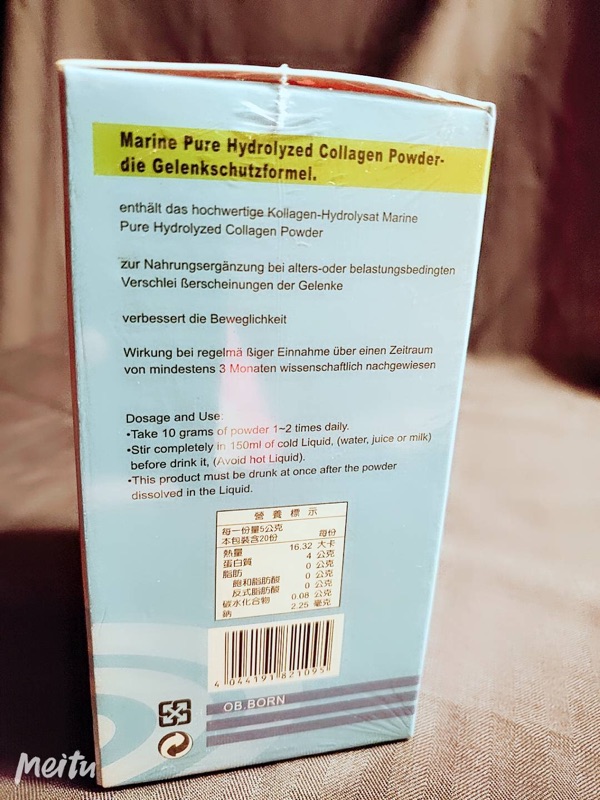 Marine Pure Hydrolyzed Collagen Powder-
die Gelenkschutzformel.
enthält das hochwertige Kollagen-Hydrolysat Marine
Pure Hydrolyzed Collagen Powder
zur Nahrungsergänzung bei alters-oder belastungsbedingten
Verschlei ßerscheinungen der Gelenke
verbessert die Beweglichkeit
Wirkung bei regelmä ßiger Einnahme über einen Zeitraum
von mindestens 3 Monaten wissenschaftlich nachgewiesen
Dosage and Use:
•Take 10 grams of powder 1~2 times daily.
•Stir completely in 150ml of cold Liquid, (water, juice or milk)
before drink it, (Avoid hot Liquid).
•This product must be drunk at once after the powder
dissolved in the Liquid.
營養標示
每一份量5公克
本包裝含20份 每份
熱量 16.32 大卡
蛋白質 4 公克
脂肪 0 公克
飽和脂肪酸 0 公克
反式脂肪酸 0 公克
碳水化合物 0.08 公克
鈉 2.25 毫克
4 044191 821095
OB.BORN
Meitu